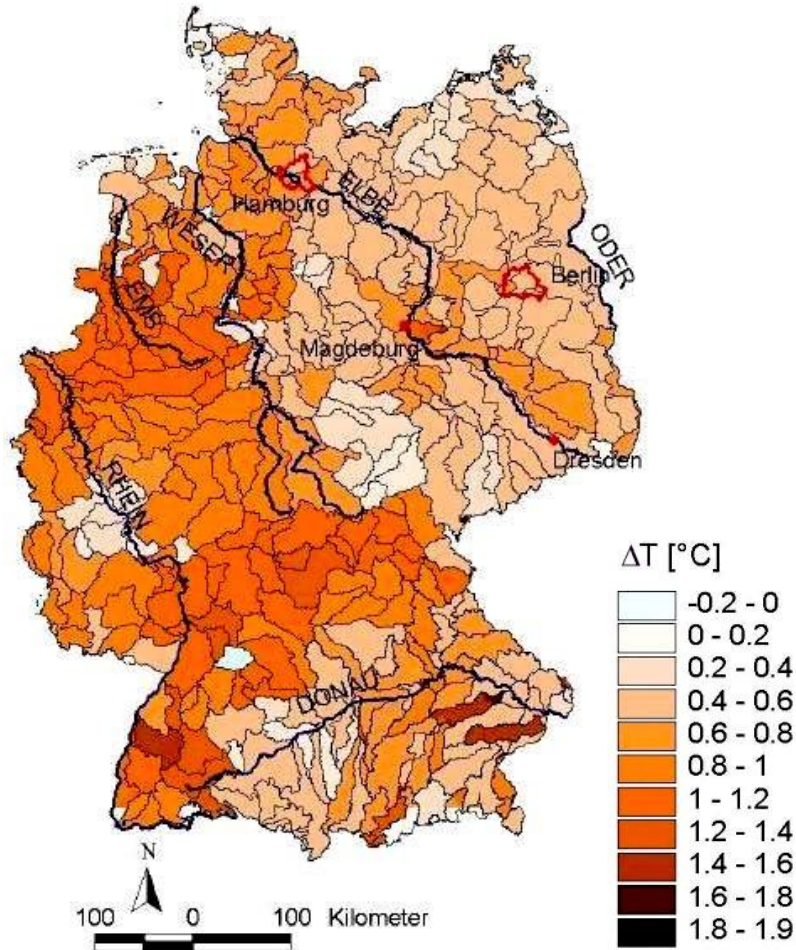 Hamburg
ELBE
WESER
EMS
ODER
Berlin
Magdeburg
RHEIN
Dresden
DONAU
ΔT [°C]
-0.2 - 0
0 - 0.2
0.2 - 0.4
0.4 - 0.6
0.6 - 0.8
0.8 - 1
1 - 1.2
1.2 - 1.4
1.4 - 1.6
1.6 - 1.8
1.8 - 1.9
N
100 0 100 Kilometer